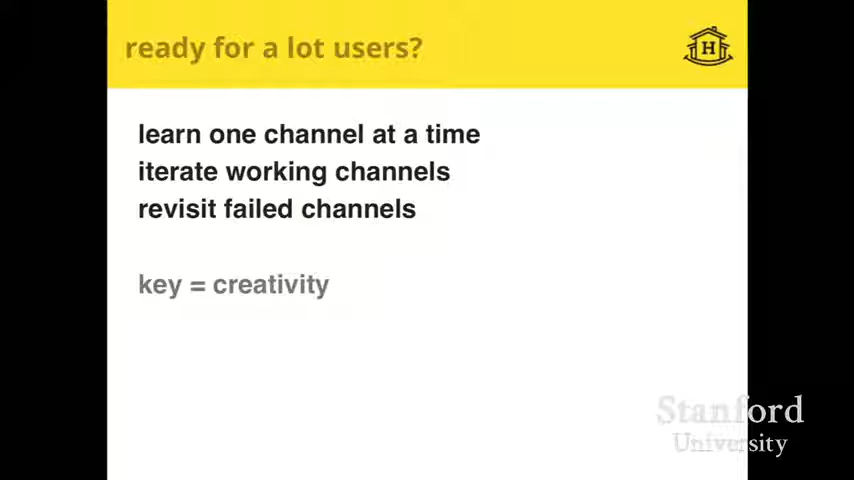 ready for a lot users?
H
learn one channel at a time
iterate working channels
revisit failed channels
key = creativity
Stanford
University